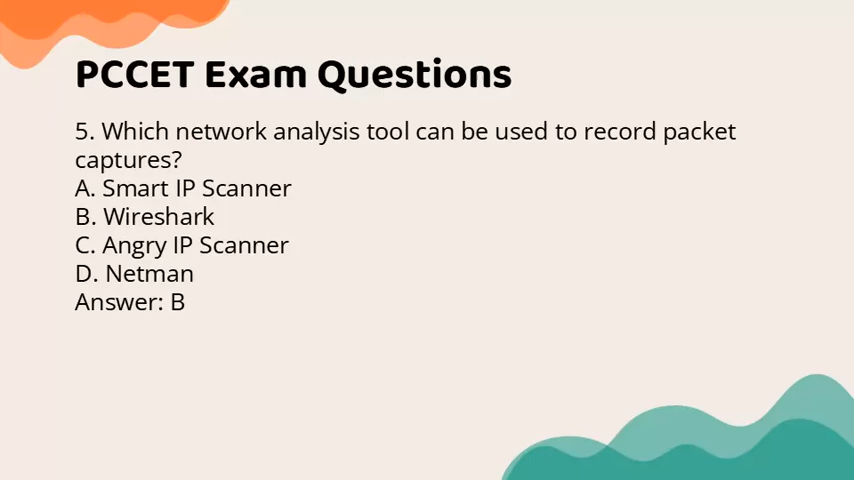 PCCET Exam Questions
5. Which network analysis tool can be used to record packet
captures?
A. Smart IP Scanner
B. Wireshark
C. Angry IP Scanner
D. Netman
Answer: B